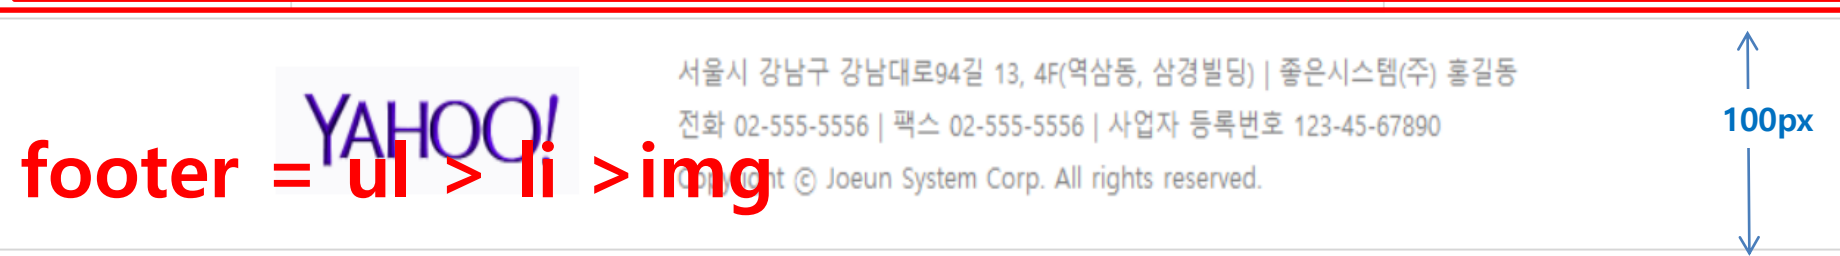 YAHOO!
서울시 강남구 강남대로94길 13, 4F(역삼동, 삼경빌딩) | 좋은시스템(주) 홍길동
전화 02-555-5556 | 팩스 02-555-5556 | 사업자 등록번호 123-45-67890
Copyright ⓒ Joeun System Corp. All rights reserved.
footer = ul > li >img
100px